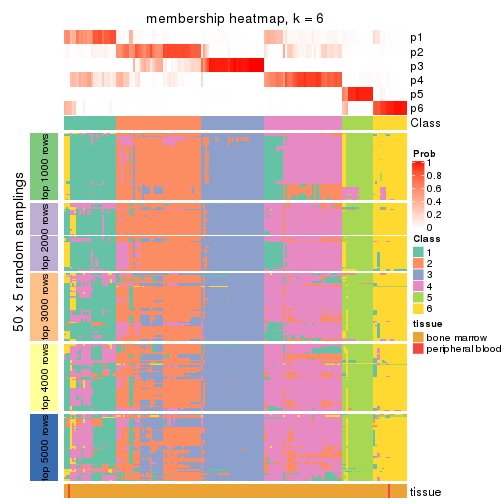 membership heatmap, k = 6
p1
p2
p3
p4
p5
p6
Class
50 x 5 random samplings
top 1000 rows
top 2000 rows
top 3000 rows
top 4000 rows
top 5000 rows
Prob
1
0.8
0.6
0.4
0.2
0
Class
1
2
3
4
5
6
tissue
bone marrow
peripheral blood
tissue